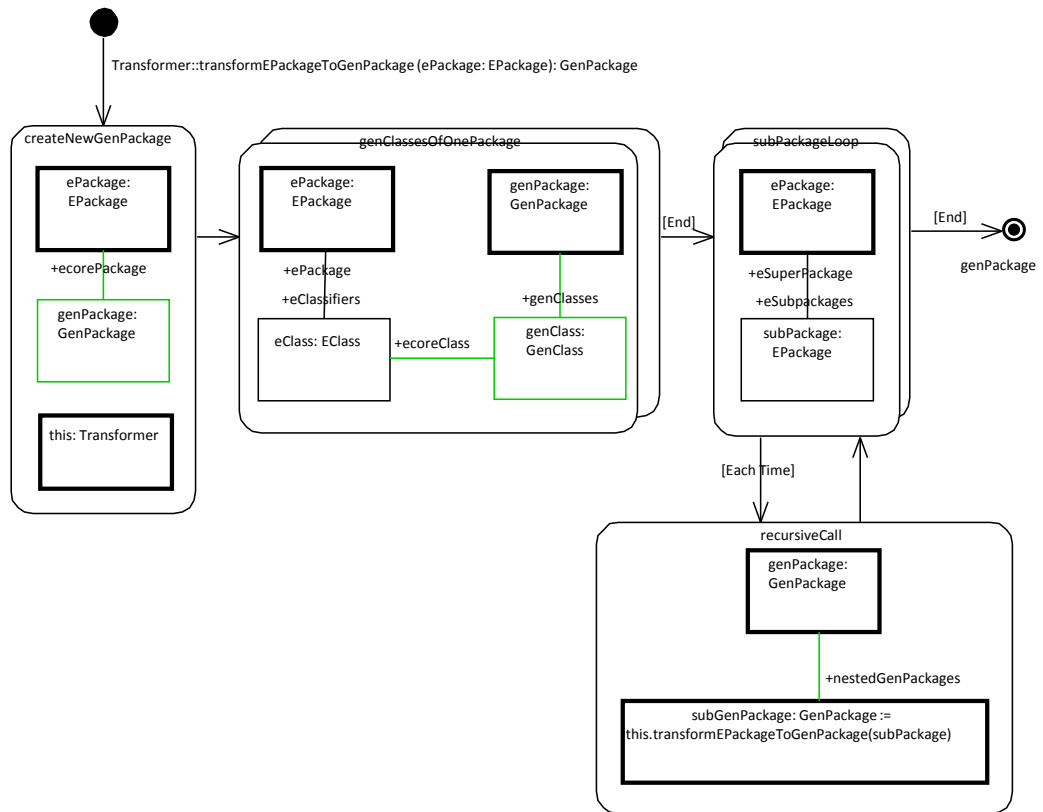 Transformer::transformEPackageToGenPackage (ePackage: EPackage): GenPackage
createNewGenPackage
ePackage:
EPackage
+ecorePackage
genPackage:
GenPackage
this: Transformer
genClassesOfOnePackage
ePackage:
EPackage
genPackage:
GenPackage
+ePackage
+eClassifiers
+genClasses
eClass: EClass
+ecoreClass
genClass:
GenClass
[End]
subPackageLoop
ePackage:
EPackage
+eSuperPackage
+eSubpackages
subPackage:
EPackage
[End]
genPackage
[Each Time]
recursiveCall
genPackage:
GenPackage
+nestedGenPackages
subGenPackage: GenPackage :=
this.transformEPackageToGenPackage(subPackage)